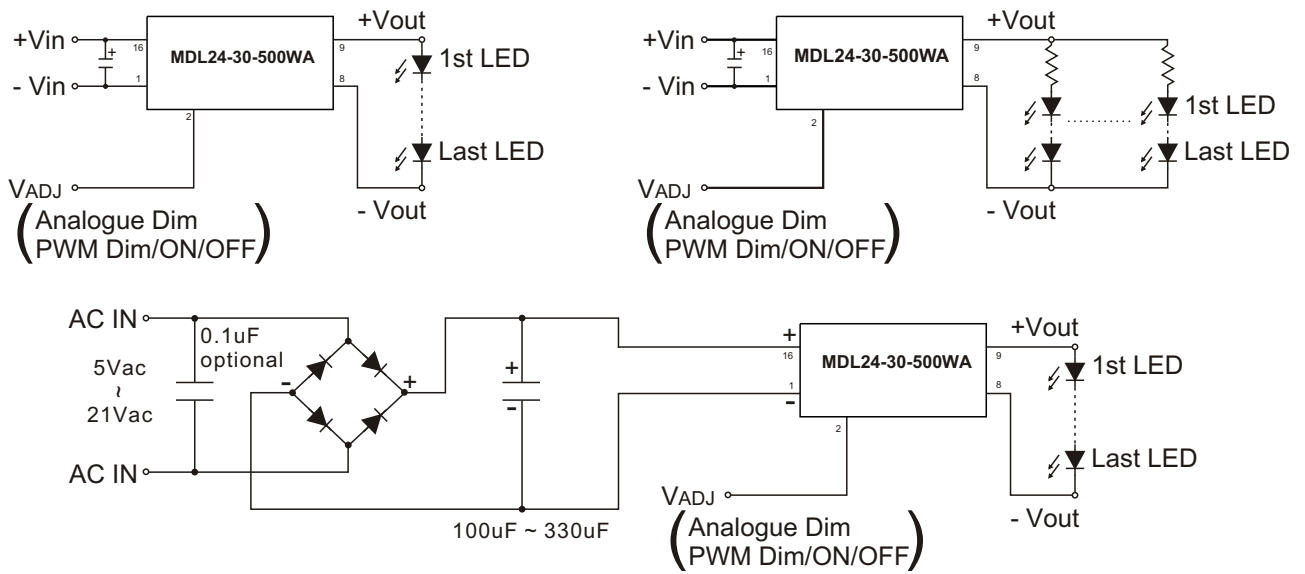 +Vout
+Vin
16
9
MDL24-30-500WA
1st LED
- Vin
1
8
2
Last LED
VADJ
- Vout
(Analogue Dim
PWM Dim/ON/OFF)
+Vout
+Vin
16
9
MDL24-30-500WA
- Vin
1
8
1st LED
2
Last LED
VADJ
- Vout
(Analogue Dim
PWM Dim/ON/OFF)
AC IN
0.1uF
optional
5Vac
~
21Vac
AC IN
-
+
+
-
100uF ~ 330uF
+
16
MDL24-30-500WA
9
+Vout
1st LED
1
-
8
2
Last LED
VADJ
- Vout
(Analogue Dim
PWM Dim/ON/OFF)